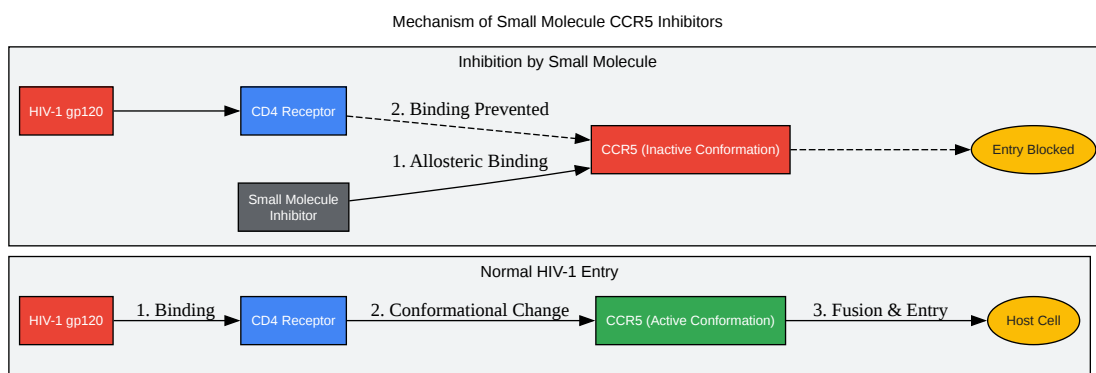 Mechanism of Small Molecule CCR5 Inhibitors
Inhibition by Small Molecule
HIV-1 gp120
CD4 Receptor
2. Binding Prevented
CCR5 (Inactive Conformation)
Entry Blocked
1. Allosteric Binding
Small Molecule
Inhibitor
Normal HIV-1 Entry
HIV-1 gp120
1. Binding
CD4 Receptor
2. Conformational Change
CCR5 (Active Conformation)
3. Fusion & Entry
Host Cell